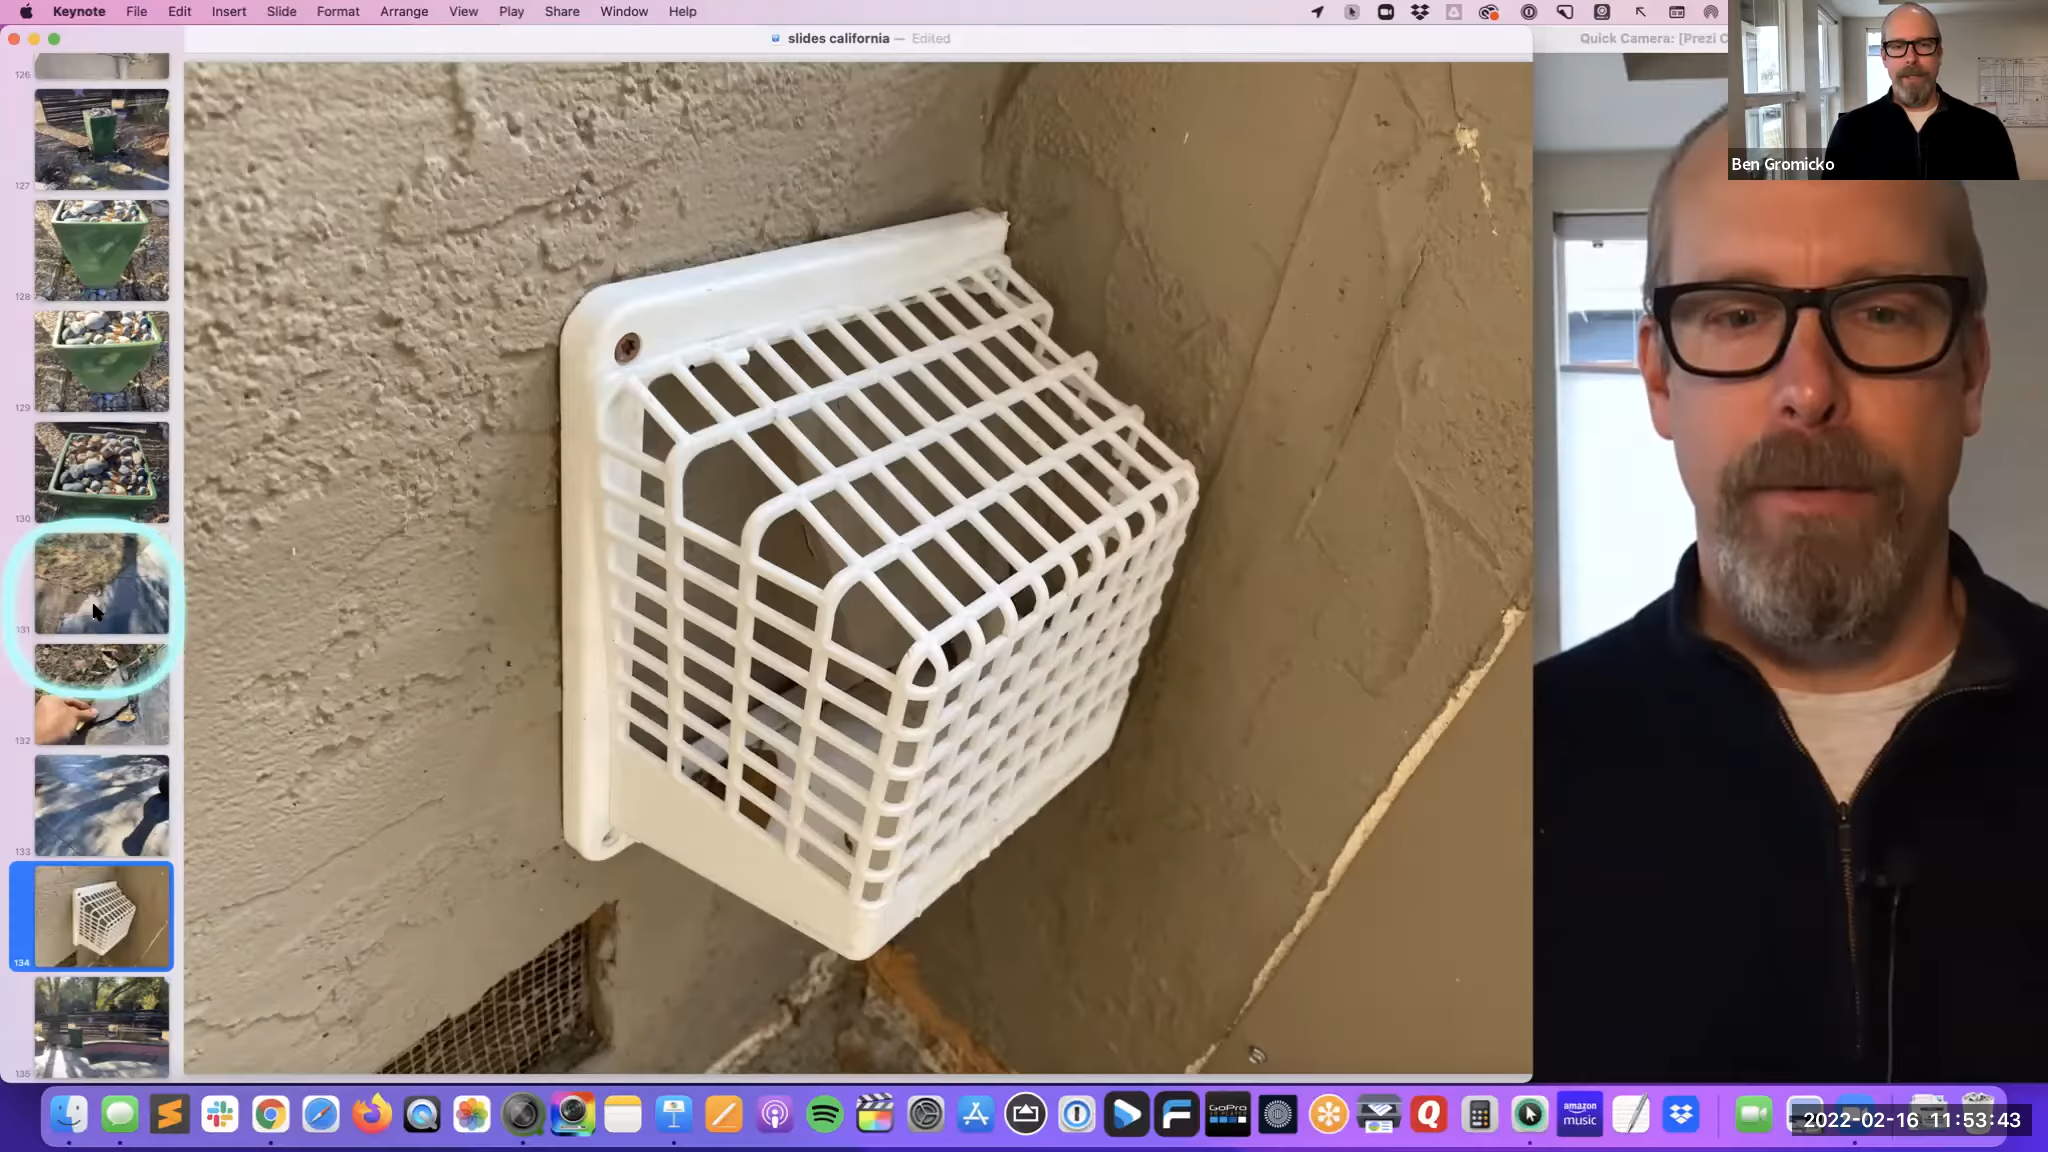 Keynote File Edit Insert Slide Format Arrange View Play Share Window Help
slides california — Edited
Quick Camera: [Prezi C
Ben Gromicko
126
127
128
129
130
131
132
133
134
135
GoPro
amazon music
2022-02-16 11:53:43